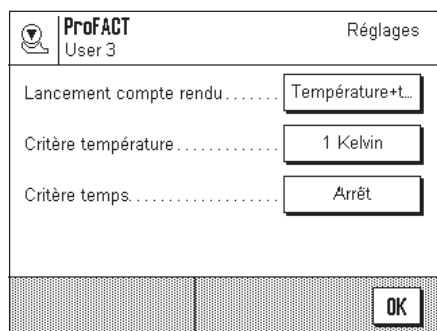 ProFACT Réglages
User 3
Lancement compte rendu....... Température+t...
Critère température............. 1 Kelvin
Critère temps................... Arrêt
OK